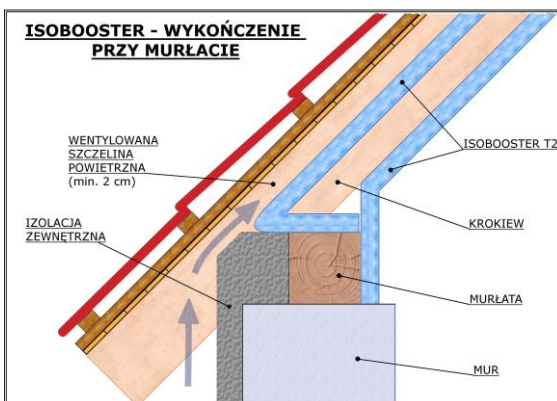 ISOBOOSTER - WYKOŃCZENIE
PRZY MURŁACIE
WENTYLOWANA
SZCZELINA
POWIETRZNA
(min. 2 cm)
IZOLACJA
ZEWNĘTRZNA
ISOBOOSTER T2
KROKIEW
MURŁATA
MUR